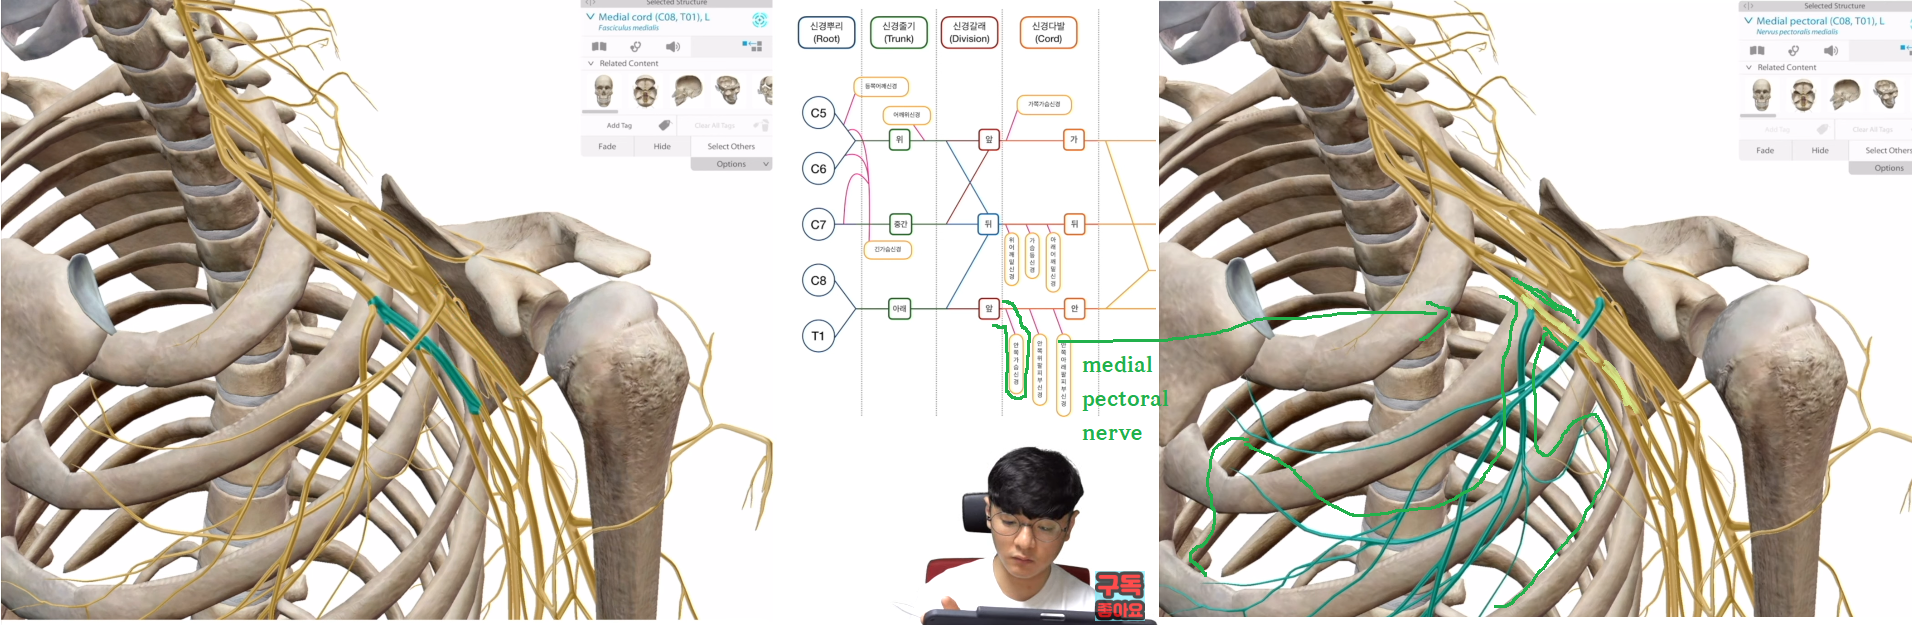 Selected Structure
Medial cord (C08, T01), L
Fasciculus medialis
Related Content
Add Tag
Clear All Tags
Fade
Hide
Select Others
Options
신경뿌리
(Root)
신경줄기
(Trunk)
신경갈래
(Division)
신경다발
(Cord)
등쪽어깨신경
어깨위신경
가쪽가슴신경
C5
위
앞
가
C6
C7
중간
뒤
뒤
긴가슴신경
위어깨밑신경
가슴등신경
아래어깨밑신경
C8
아래
앞
안
T1
안쪽가슴신경
안쪽위팔피부신경
안쪽아래팔피부신경
medial
pectoral
nerve
구독
좋아요
Selected Structure
Medial pectoral (C08, T01), L
Nervus pectoralis medialis
Related Content
Add Tag
Clear All Tags
Fade
Hide
Select Others
Options